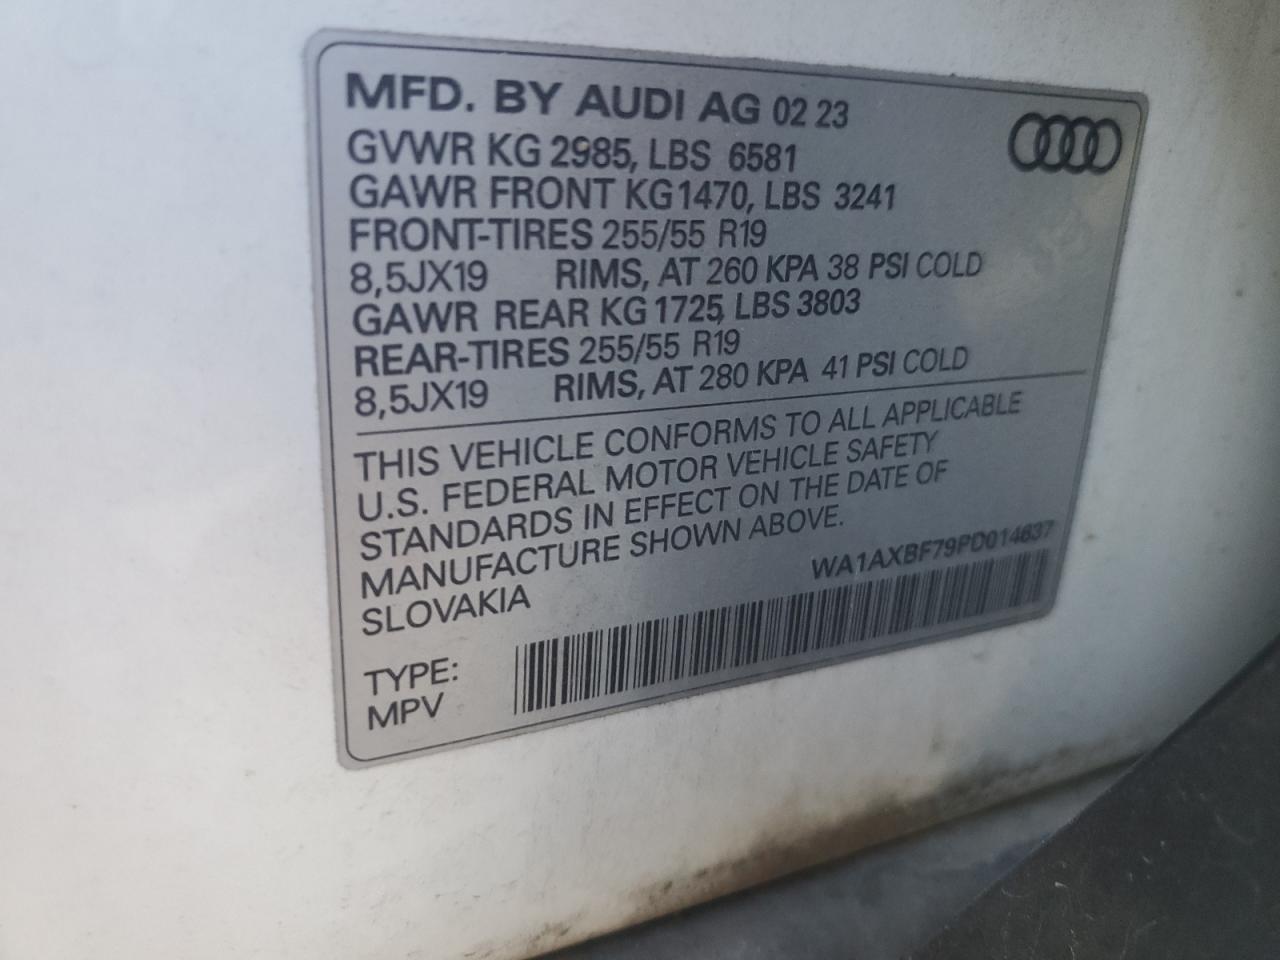 MFD. BY AUDI AG 02 23
GVWR KG 2985, LBS 6581
GAWR FRONT KG 1470, LBS 3241
FRONT-TIRES 255/55 R19
8,5JX19 RIMS, AT 260 KPA 38 PSI COLD
GAWR REAR KG 1725, LBS 3803
REAR-TIRES 255/55 R19
8,5JX19 RIMS, AT 280 KPA 41 PSI COLD
THIS VEHICLE CONFORMS TO ALL APPLICABLE
U.S. FEDERAL MOTOR VEHICLE SAFETY
STANDARDS IN EFFECT ON THE DATE OF
MANUFACTURE SHOWN ABOVE.
SLOVAKIA
WA1AXBF79PD014637
TYPE:
MPV